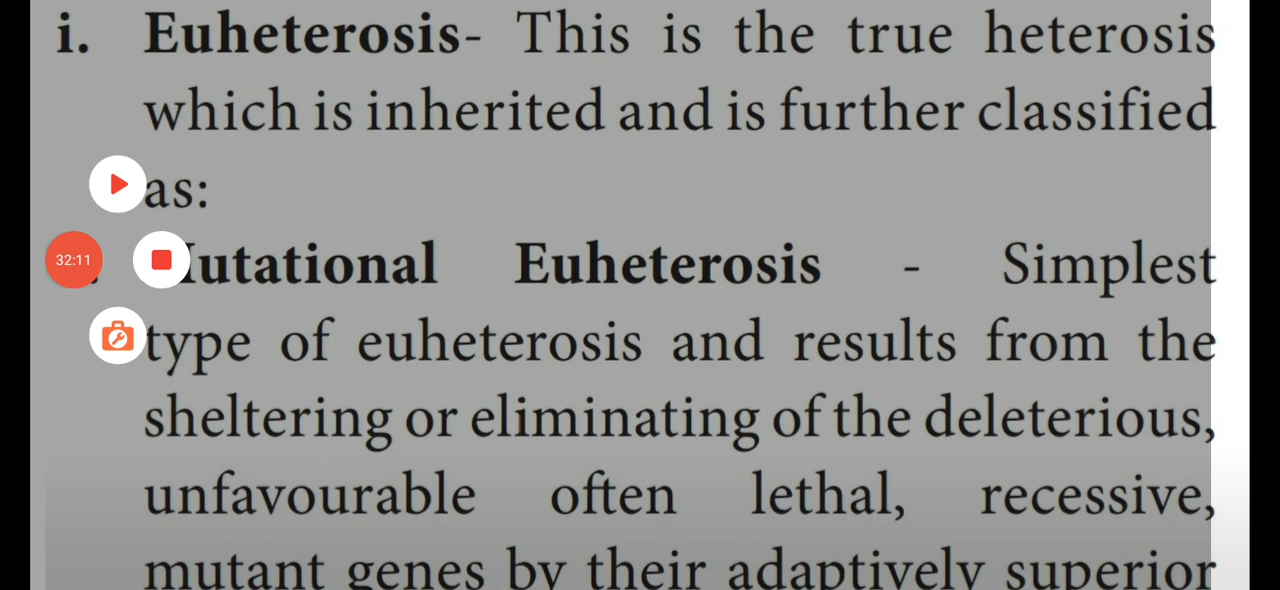 i. Euheterosis- This is the true heterosis
which is inherited and is further classified
as:
Euheterosis - Simplest
type of euheterosis and results from the
sheltering or eliminating of the deleterious,
unfavourable often lethal, recessive,
mutant genes by their adaptively superior
32:11